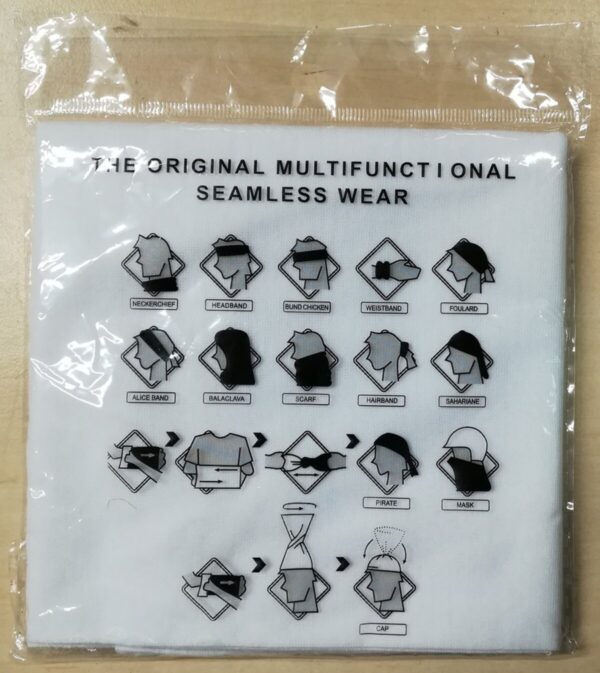 THE ORIGINAL MULTIFUNCTIONAL
SEAMLESS WEAR
NECKERCHIEF HEADBAND BUND CHICKEN WEISTBAND FOULARD
ALICE BAND BALACLAVA SCARF HAIRBAND SAHARIANE
PIRATE MASK
CAP